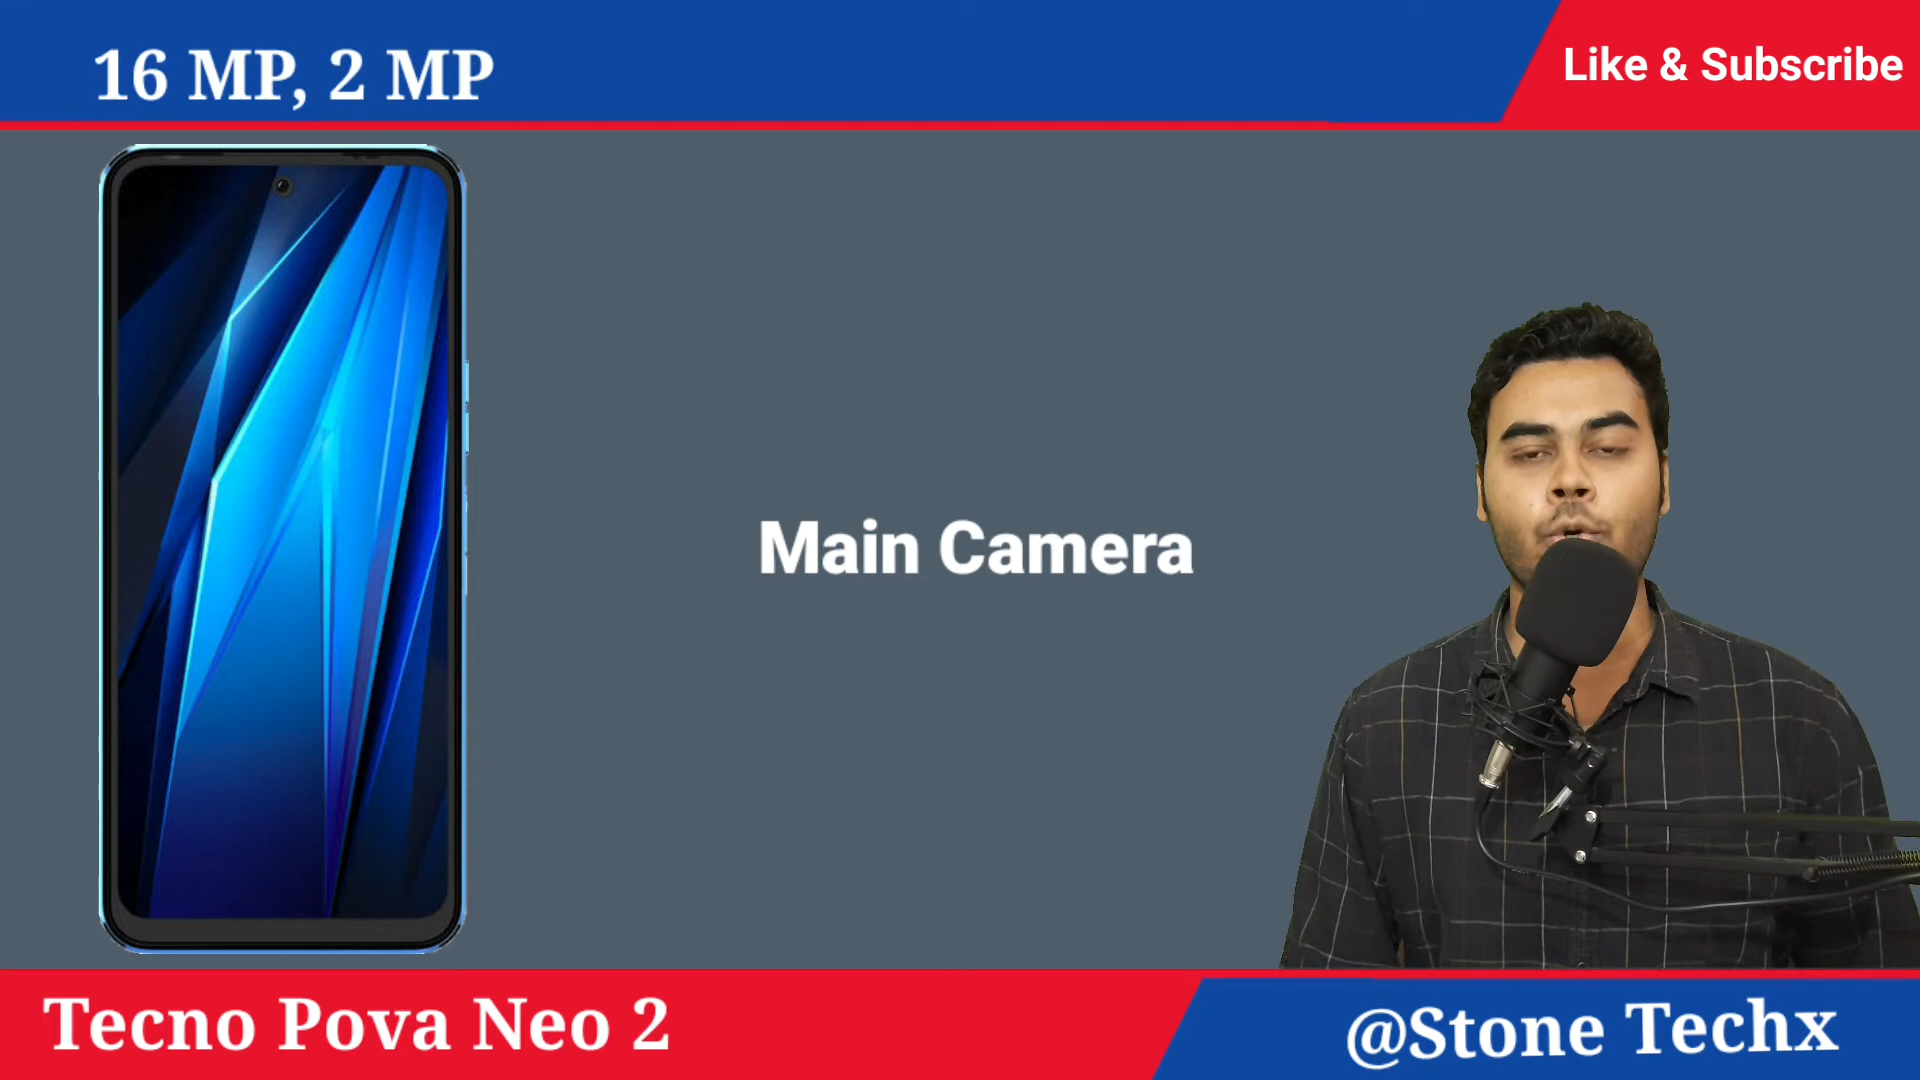 16 MP, 2 MP
Like & Subscribe
Main Camera
Tecno Pova Neo 2
@Stone Techx